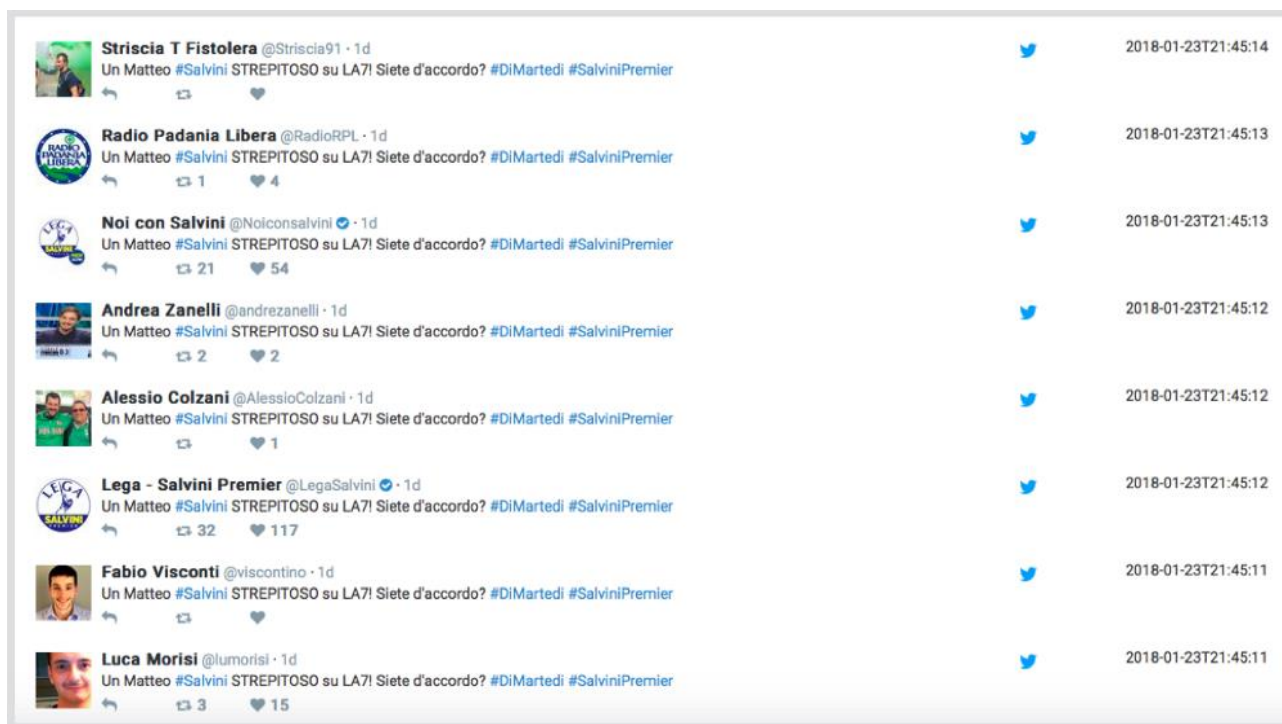 Striscia T Fistolera @Striscia91 · 1d 2018-01-23T21:45:14
Un Matteo #Salvini STREPITOSO su LA7! Siete d'accordo? #DiMartedi #SalviniPremier
RADIO PADANIA LIBERA
Radio Padania Libera @RadioRPL · 1d 2018-01-23T21:45:13
Un Matteo #Salvini STREPITOSO su LA7! Siete d'accordo? #DiMartedi #SalviniPremier
1 4
LEGA SALVINI
Noi con Salvini @Noiconsalvini · 1d 2018-01-23T21:45:13
Un Matteo #Salvini STREPITOSO su LA7! Siete d'accordo? #DiMartedi #SalviniPremier
21 54
Andrea Zanelli @andrezanelli · 1d 2018-01-23T21:45:12
Un Matteo #Salvini STREPITOSO su LA7! Siete d'accordo? #DiMartedi #SalviniPremier
2 2
Alessio Colzani @AlessioColzani · 1d 2018-01-23T21:45:12
Un Matteo #Salvini STREPITOSO su LA7! Siete d'accordo? #DiMartedi #SalviniPremier
1
LEGA SALVINI PREMIER
Lega - Salvini Premier @LegaSalvini · 1d 2018-01-23T21:45:12
Un Matteo #Salvini STREPITOSO su LA7! Siete d'accordo? #DiMartedi #SalviniPremier
32 117
Fabio Visconti @viscontino · 1d 2018-01-23T21:45:11
Un Matteo #Salvini STREPITOSO su LA7! Siete d'accordo? #DiMartedi #SalviniPremier
Luca Morisi @lumorisi · 1d 2018-01-23T21:45:11
Un Matteo #Salvini STREPITOSO su LA7! Siete d'accordo? #DiMartedi #SalviniPremier
3 15